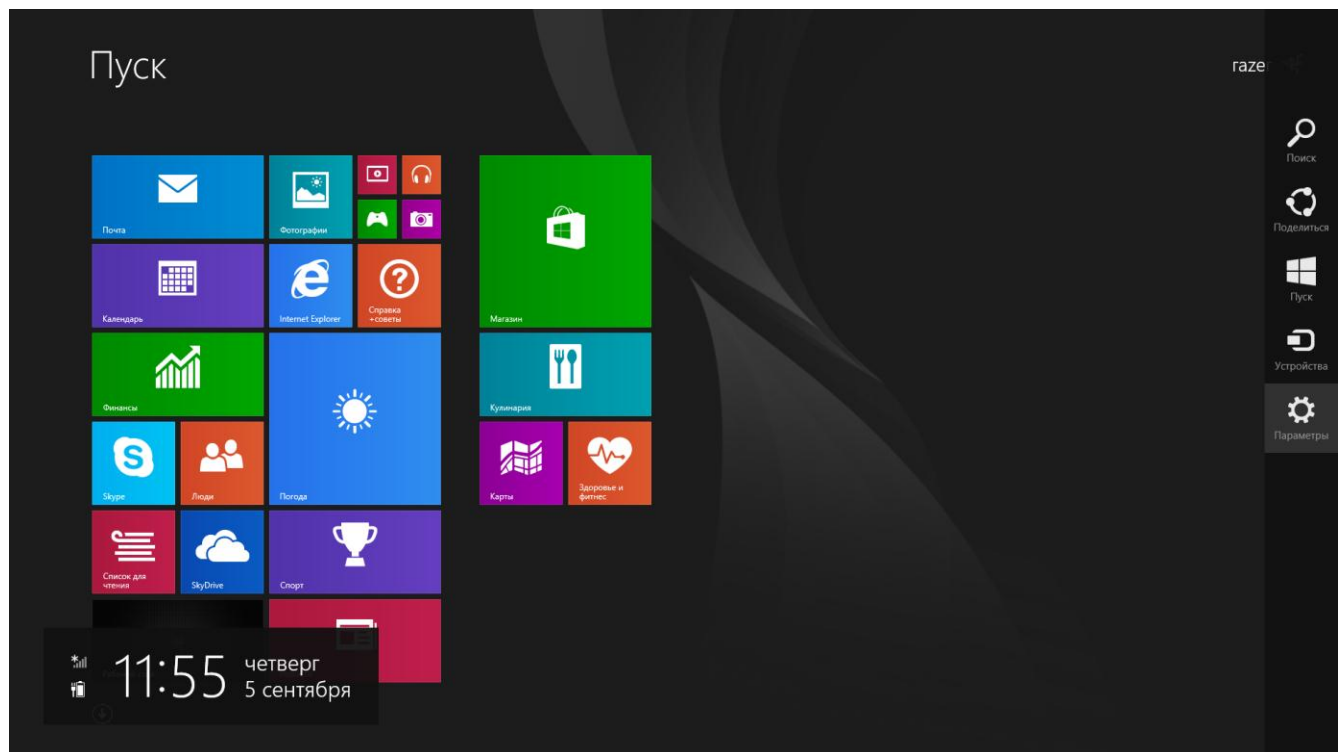 Пуск
razer
Поиск
Поделиться
Пуск
Устройства
Параметры
Почта
Фотографии
Календарь
Internet Explorer
Справка
+советы
Финансы
Погода
Skype
Люди
Список для
чтения
SkyDrive
Спорт
Магазин
Кулинария
Карты
Здоровье и
фитнес
11:55
четверг
5 сентября